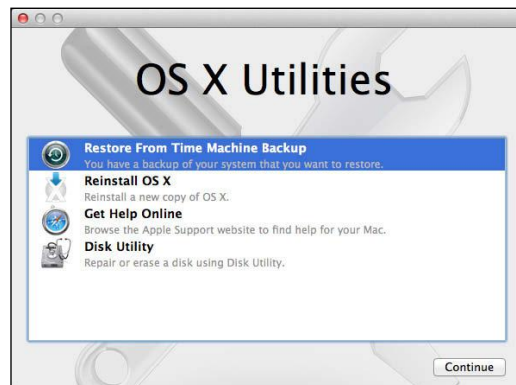 OS X Utilities
Restore From Time Machine Backup
You have a backup of your system that you want to restore.
Reinstall OS X
Reinstall a new copy of OS X.
Get Help Online
Browse the Apple Support website to find help for your Mac.
Disk Utility
Repair or erase a disk using Disk Utility.
Continue